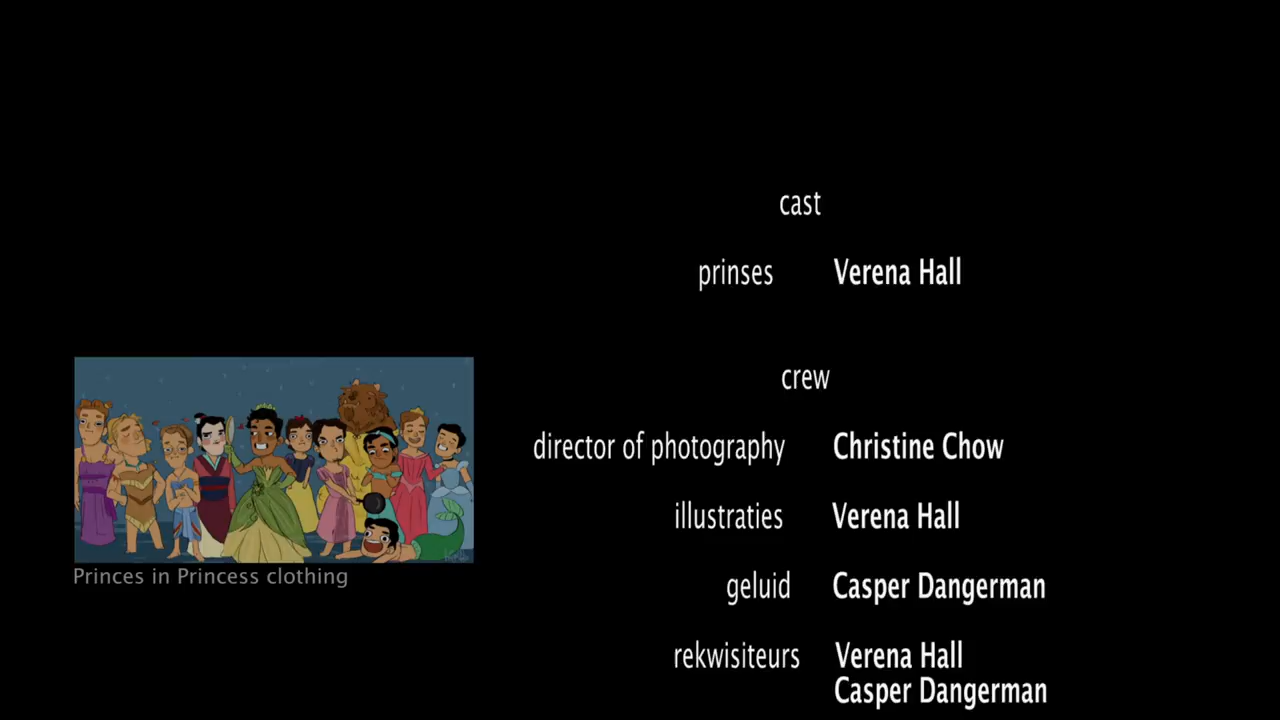 cast
prinses Verena Hall
crew
director of photography Christine Chow
illustraties Verena Hall
geluid Casper Dangerman
rekwisiteurs Verena Hall
Casper Dangerman
Princes in Princess clothing